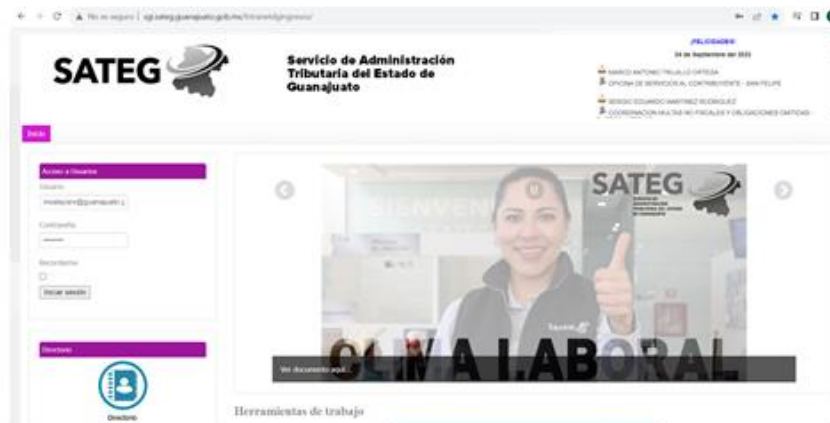 No es seguro | sgi.sateg.guanajuato.gob.mx/Intranetdgingresos/
SATEG
Servicio de Administración
Tributaria del Estado de
Guanajuato
¡FELICIDADES!
24 de Septiembre del 2023
MARCO ANTONIO TRUJILLO ORTEGA
OFICINA DE SERVICIOS AL CONTRIBUYENTE - SAN FELIPE
SERGIO EDUARDO MARTINEZ RODRIGUEZ
COORDINACION MULTAS NO FISCALES Y OBLIGACIONES OMITIDAS
Inicio
Acceso a Usuarios
Usuario
Contraseña
Recordarme
Iniciar sesión
Directorio
Directorio
BIENVENI
SATEG
CLIMA LABORAL
Ver documento aquí...
Herramientas de trabajo